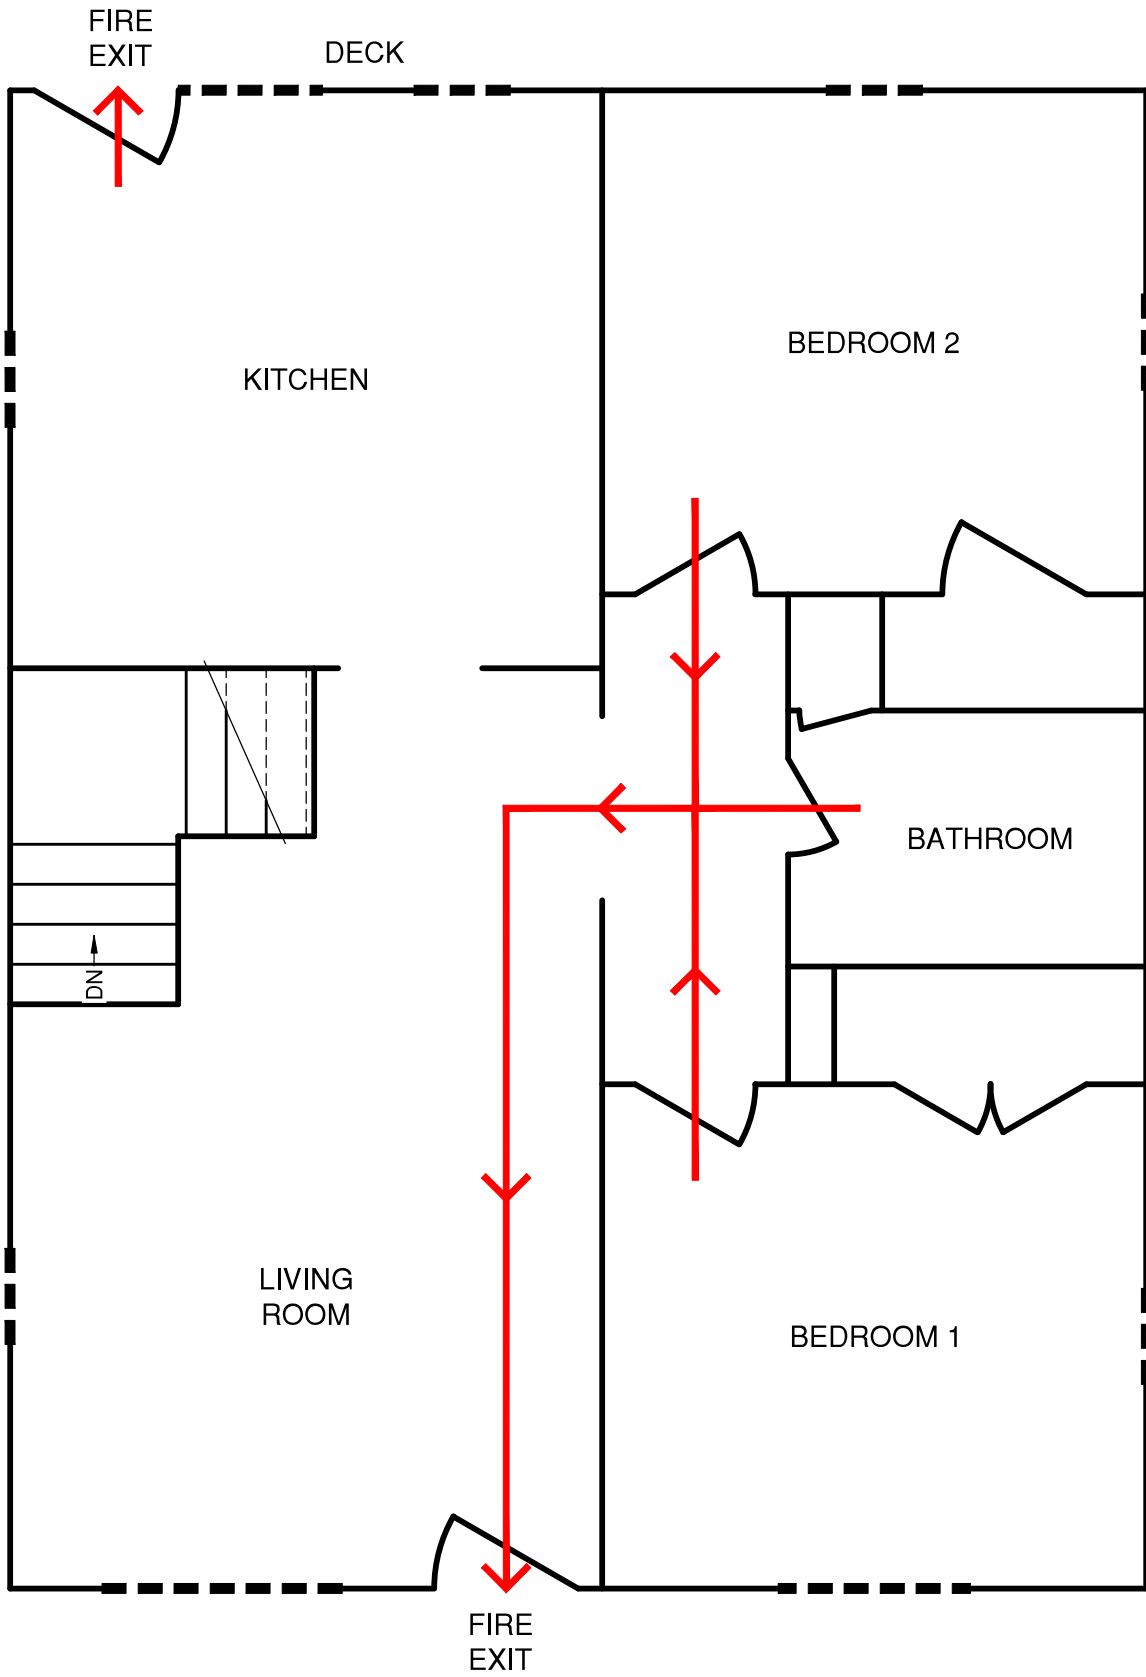 FIRE
EXIT
DECK
BEDROOM 2
KITCHEN
BATHROOM
DN
LIVING
ROOM
BEDROOM 1
FIRE
EXIT